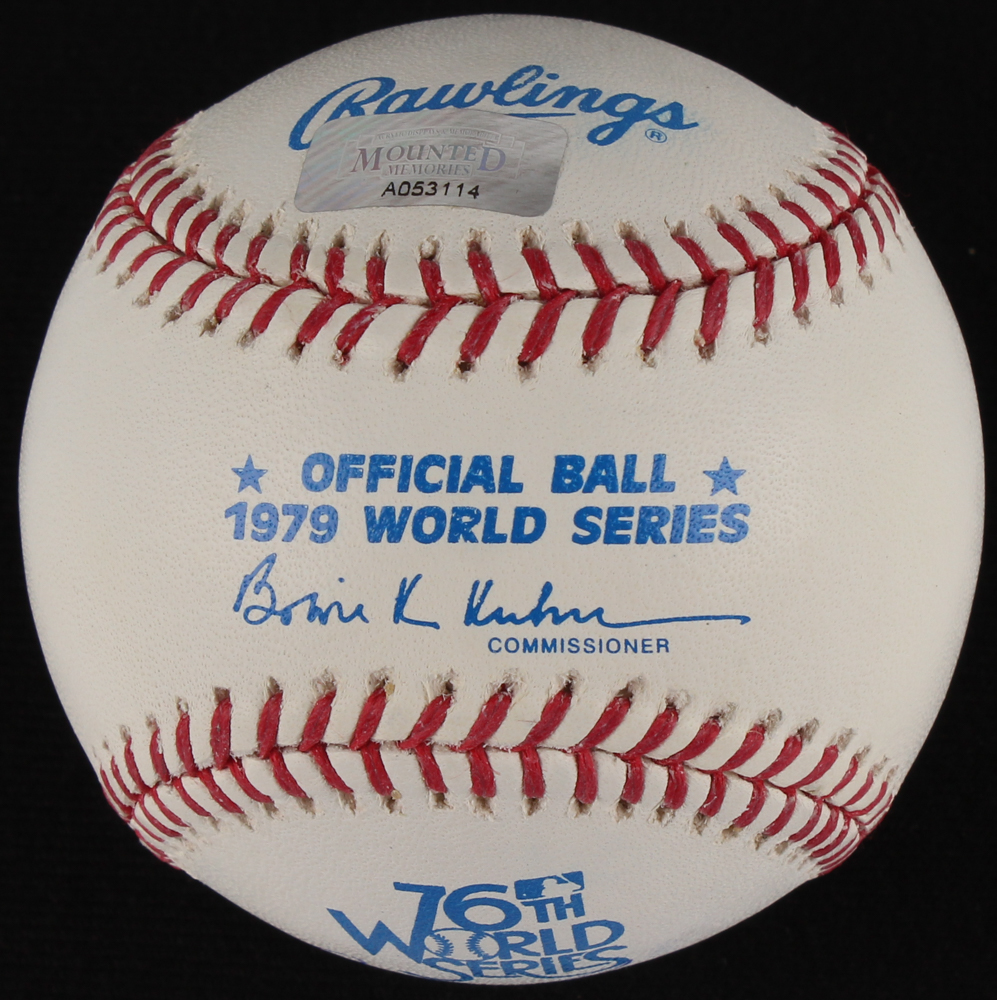 Rawlings ®
MOUNTED
MEMORIES
A053114
★ OFFICIAL BALL ★
1979 WORLD SERIES
Bowie K Kuhn
COMMISSIONER
76TH
WORLD
SERIES